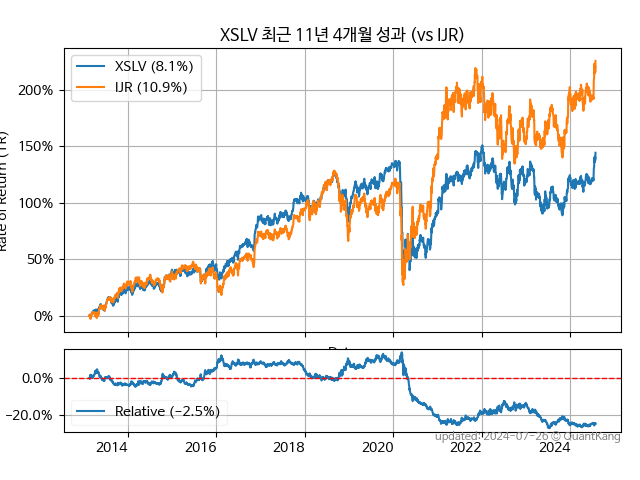 XSLV 최근 11년 4개월 성과 (vs IJR)
XSLV (8.1%)
IJR (10.9%)
Rate of Return (TR)
200%
150%
100%
50%
0%
0.0%
−20.0%
Relative (−2.5%)
2014
2016
2018
2020
2022
2024
updated: 2024-07-26 © QuantKang